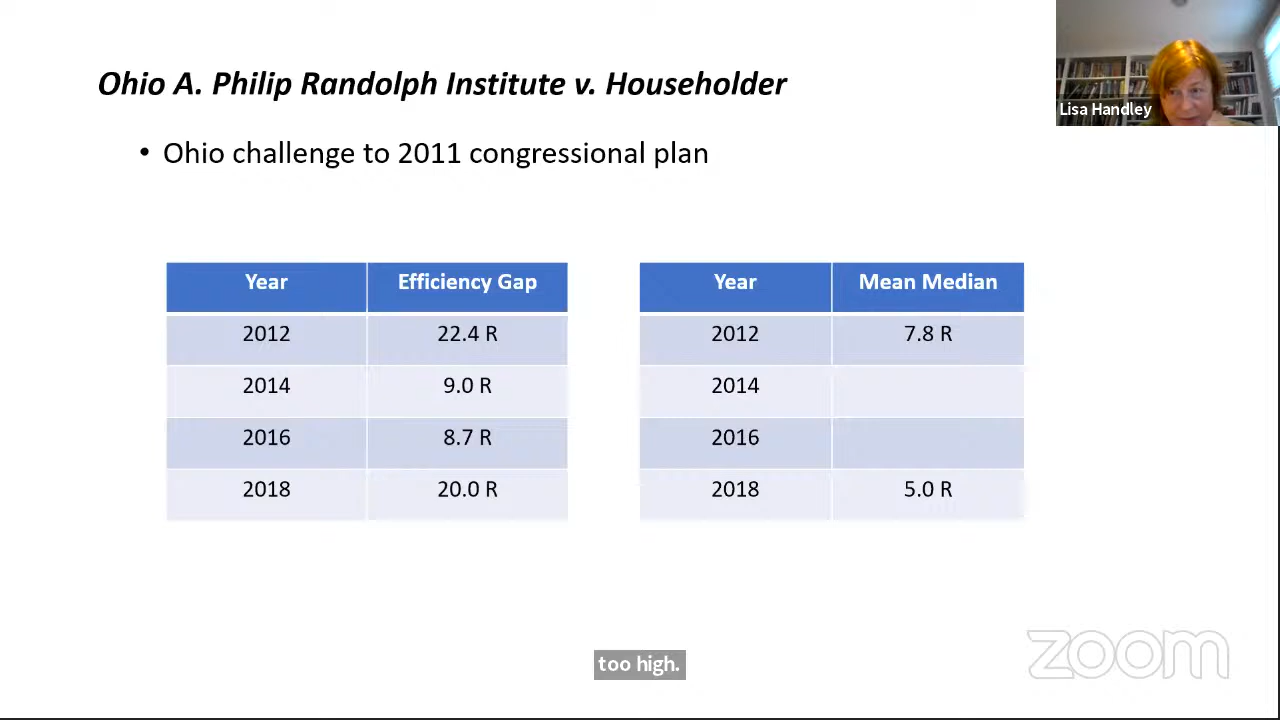 Ohio A. Philip Randolph Institute v. Householder
Lisa Handley
• Ohio challenge to 2011 congressional plan
Year Efficiency Gap
2012 22.4 R
2014 9.0 R
2016 8.7 R
2018 20.0 R
Year Mean Median
2012 7.8 R
2014
2016
2018 5.0 R
too high.
zoom